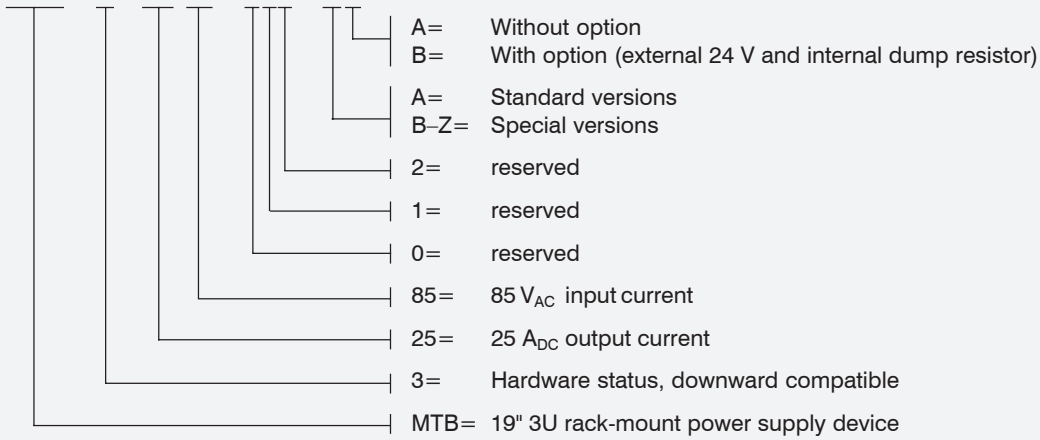 A= Without option
B= With option (external 24 V and internal dump resistor)
A= Standard versions
B–Z= Special versions
2= reserved
1= reserved
0= reserved
85= 85 VAC input current
25= 25 ADC output current
3= Hardware status, downward compatible
MTB= 19" 3U rack-mount power supply device